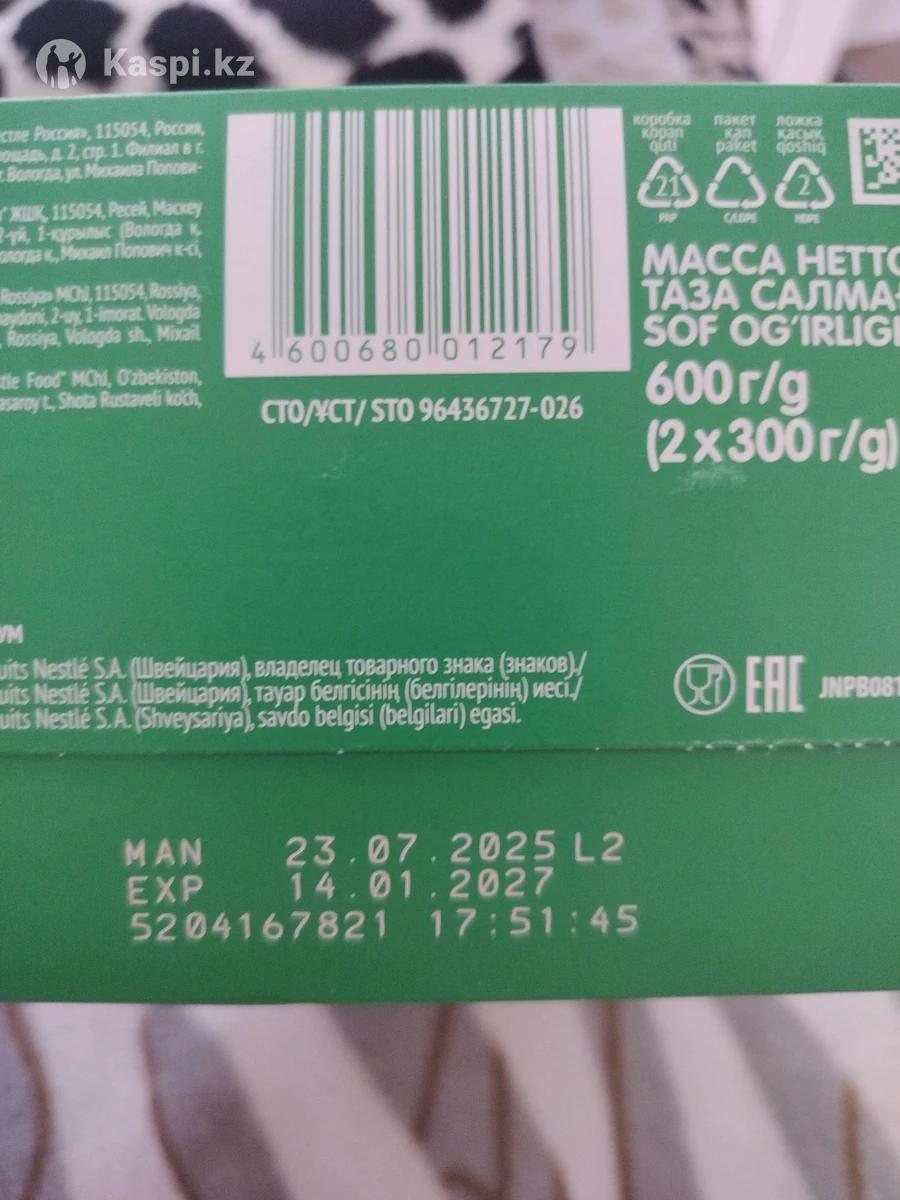 Kaspi.kz
стле Россия», 115054, Россия,
ощадь, д. 2, стр. 1. Филиал в г.
г. Вологда, ул. Михаила Попови-
ЖШҚ, 115054, Ресей, Мәскеу
2-үй, 1-құрылыс (Вологда қ.
ологда қ., Михаил Попович к-сі,
Rossiya» MChJ, 115054, Rossiya,
aydoni, 2-uy, 1-imorat. Vologda
, Rossiya, Vologda sh., Mixail
tle Food" MChJ, O'zbekiston,
asaroy t., Shota Rustaveli ko'ch,
4 600680 012179
СТО/ҰСТ/ STO 96436727-026
коробка
қорап
quti
пакет
қап
paket
ложка
қасық
qoshiq
21
2
PAP
C/LDPE
HDPE
МАССА НЕТТО
ТАЗА САЛМА
SOF OG'IRLIGI
600 г/g
(2 x 300 г/g)
УМ
uits Nestlé S.A. (Швейцария), владелец товарного знака (знаков)./
uits Nestlé S.A. (Швейцария), тауар белгісінің (белгілерінің) иесі./
uits Nestlé S.A. (Shveysariya), savdo belgisi (belgilari) egasi.
EAC
JNPB081
MAN 23.07.2025 L2
EXP 14.01.2027
5204167821 17:51:45